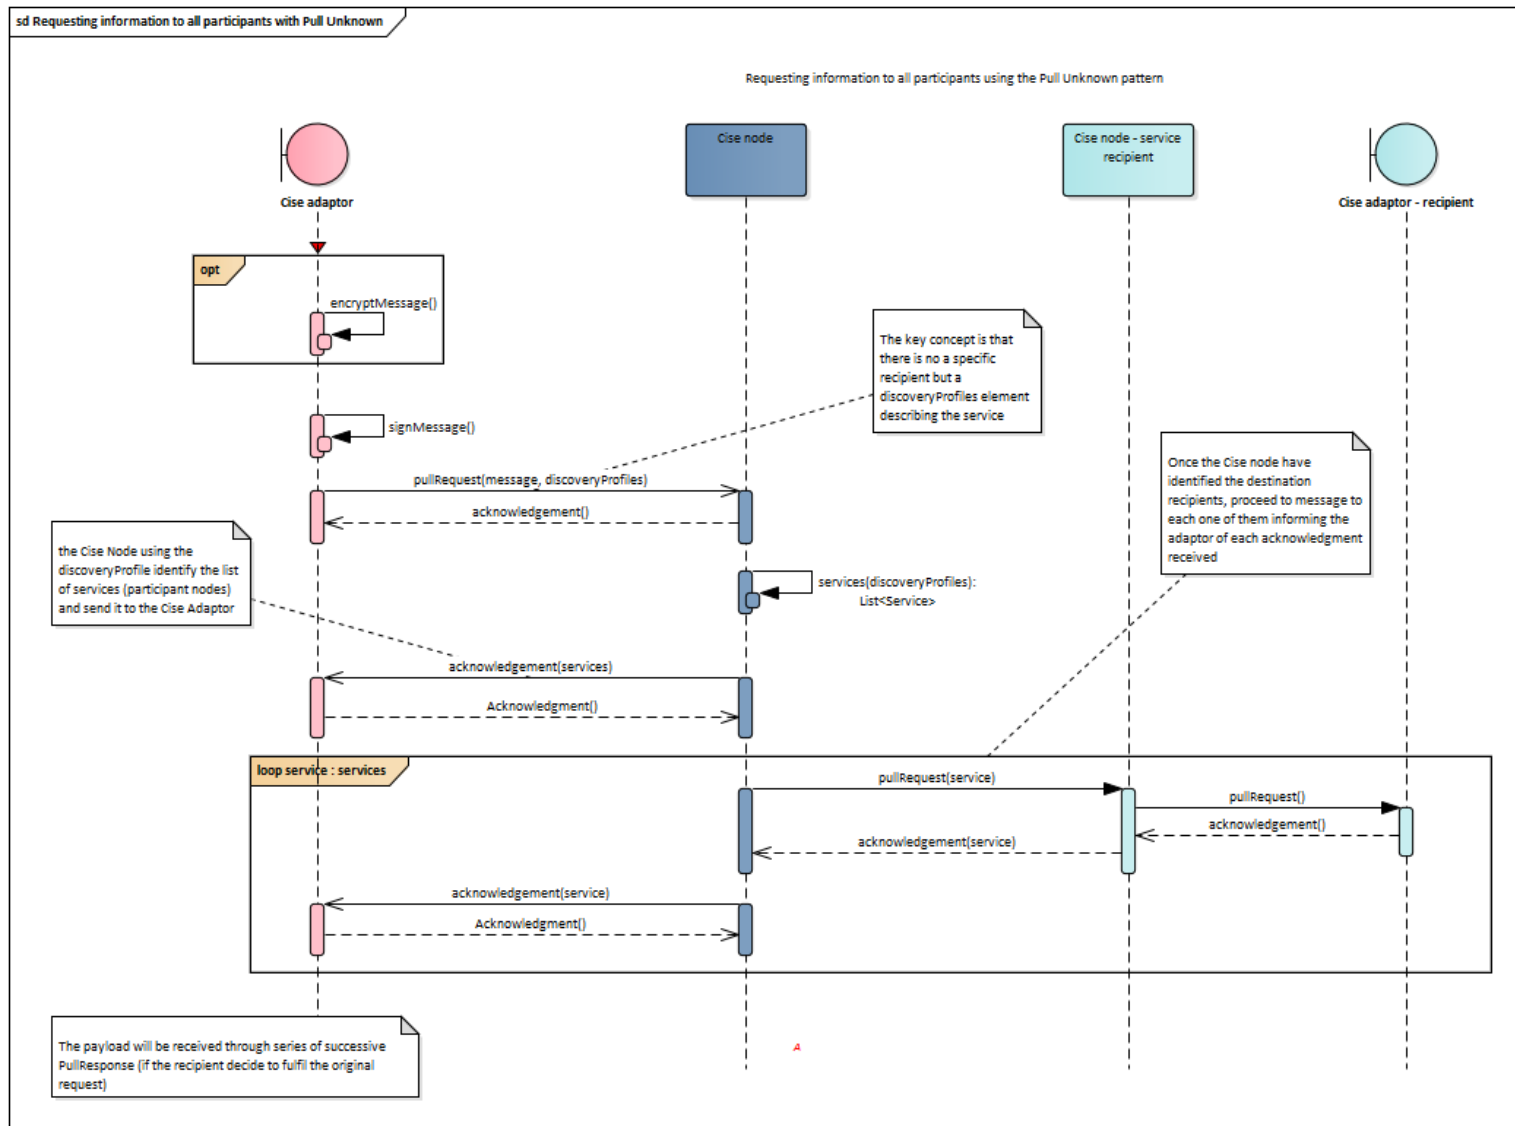 sd Requesting information to all participants with Pull Unknown
Requesting information to all participants using the Pull Unknown pattern
Cise adaptor
Cise node
Cise node - service
recipient
Cise adaptor - recipient
opt
encryptMessage()
The key concept is that
there is no a specific
recipient but a
discoveryProfiles element
describing the service
signMessage()
Once the Cise node have
identified the destination
recipients, proceed to message to
each one of them informing the
adaptor of each acknowledgment
received
pullRequest(message, discoveryProfiles)
acknowledgement()
the Cise Node using the
discoveryProfile identify the list
of services (participant nodes)
and send it to the Cise Adaptor
services(discoveryProfiles):
List<Service>
acknowledgement(services)
Acknowledgment()
loop service : services
pullRequest(service)
pullRequest()
acknowledgement()
acknowledgement(service)
acknowledgement(service)
Acknowledgment()
The payload will be received through series of successive
PullResponse (if the recipient decide to fulfil the original
request)
A